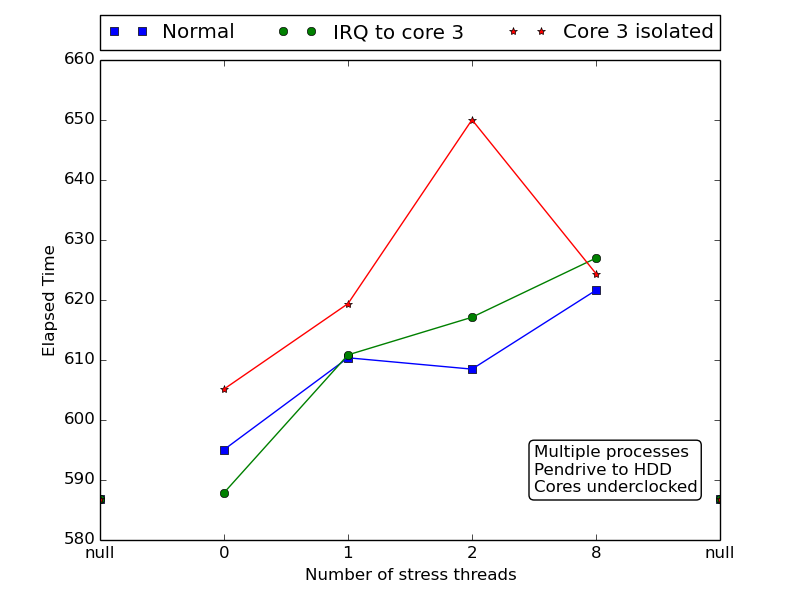 Normal IRQ to core 3 Core 3 isolated
660
650
640
630
620
610
600
590
580
Elapsed Time
Multiple processes
Pendrive to HDD
Cores underclocked
null 0 1 2 8 null
Number of stress threads